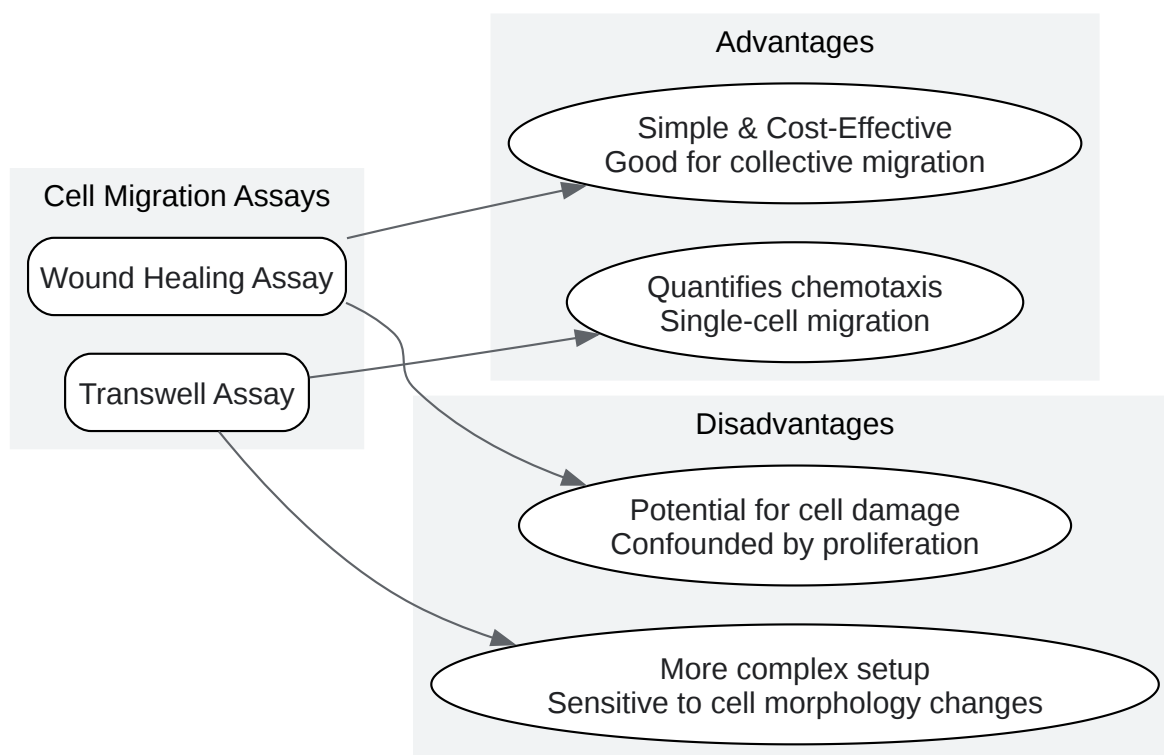 Cell Migration Assays
Wound Healing Assay
Transwell Assay
Advantages
Simple & Cost-Effective
Good for collective migration
Quantifies chemotaxis
Single-cell migration
Disadvantages
Potential for cell damage
Confounded by proliferation
More complex setup
Sensitive to cell morphology changes